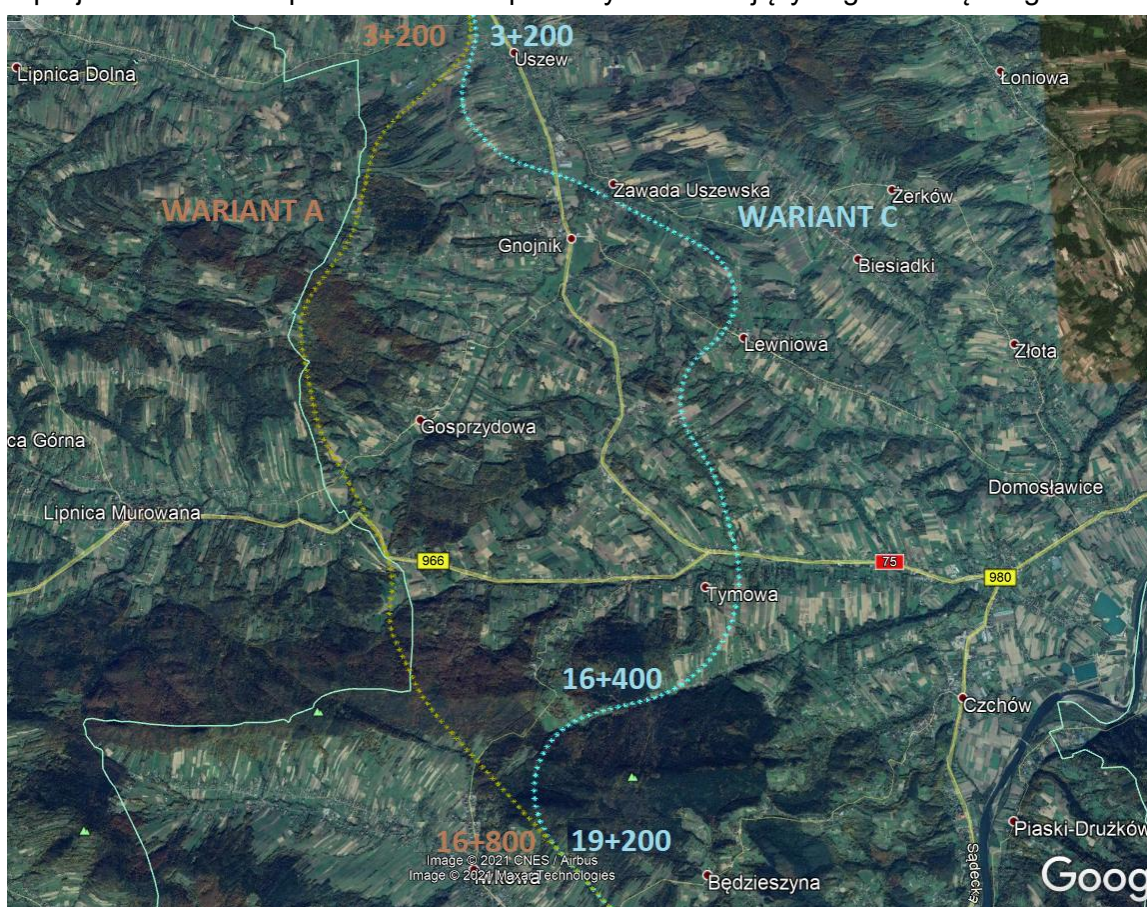 3+200 3+200
Uszew
Lipnica Dolna
Łoniowa
Zawada Uszewska
Żerków
WARIANT A
WARIANT C
Gnojnik
Biesiadki
Lewniowa
Złota
Gosprzydowa
ca Górna
Domosławice
Lipnica Murowana
966
75
980
Tymowa
16+400
Czchów
Piaski-Drużków
16+800 19+200
Sądecka
Image © 2021 CNES / Airbus
Image © 2021 Maxar Technologies
Iwkowa
Będzieszyna
Goog